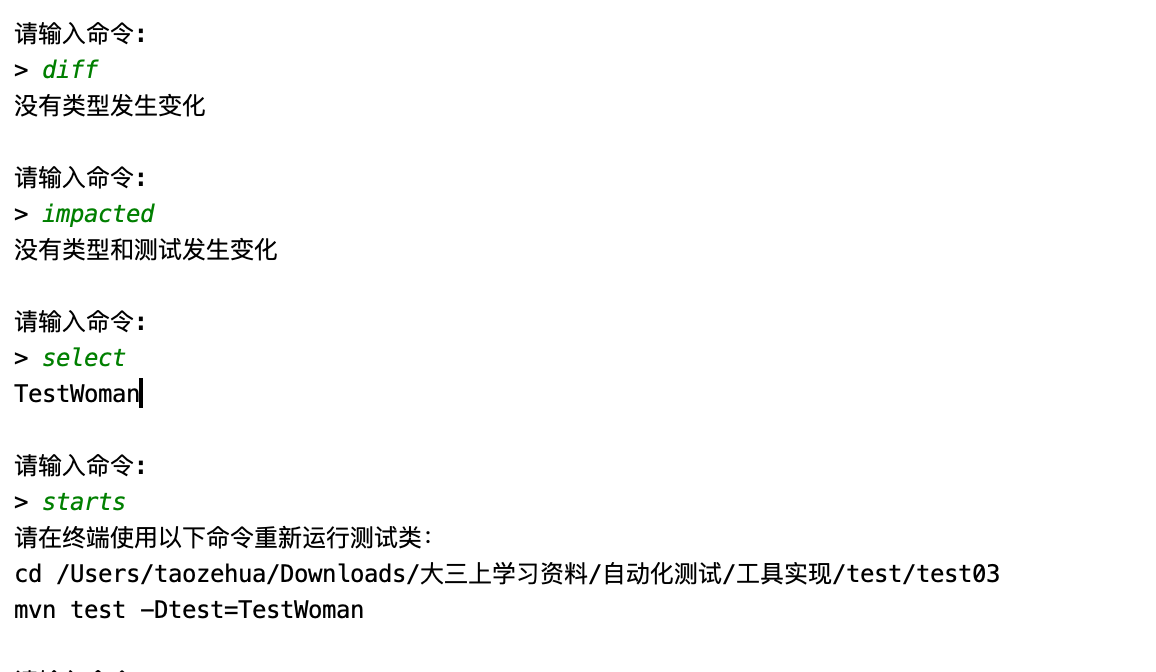 请输入命令:
> diff
没有类型发生变化
请输入命令:
> impacted
没有类型和测试发生变化
请输入命令:
> select
TestWoman
请输入命令:
> starts
请在终端使用以下命令重新运行测试类：
cd /Users/taozehua/Downloads/大三上学习资料/自动化测试/工具实现/test/test03
mvn test -Dtest=TestWoman